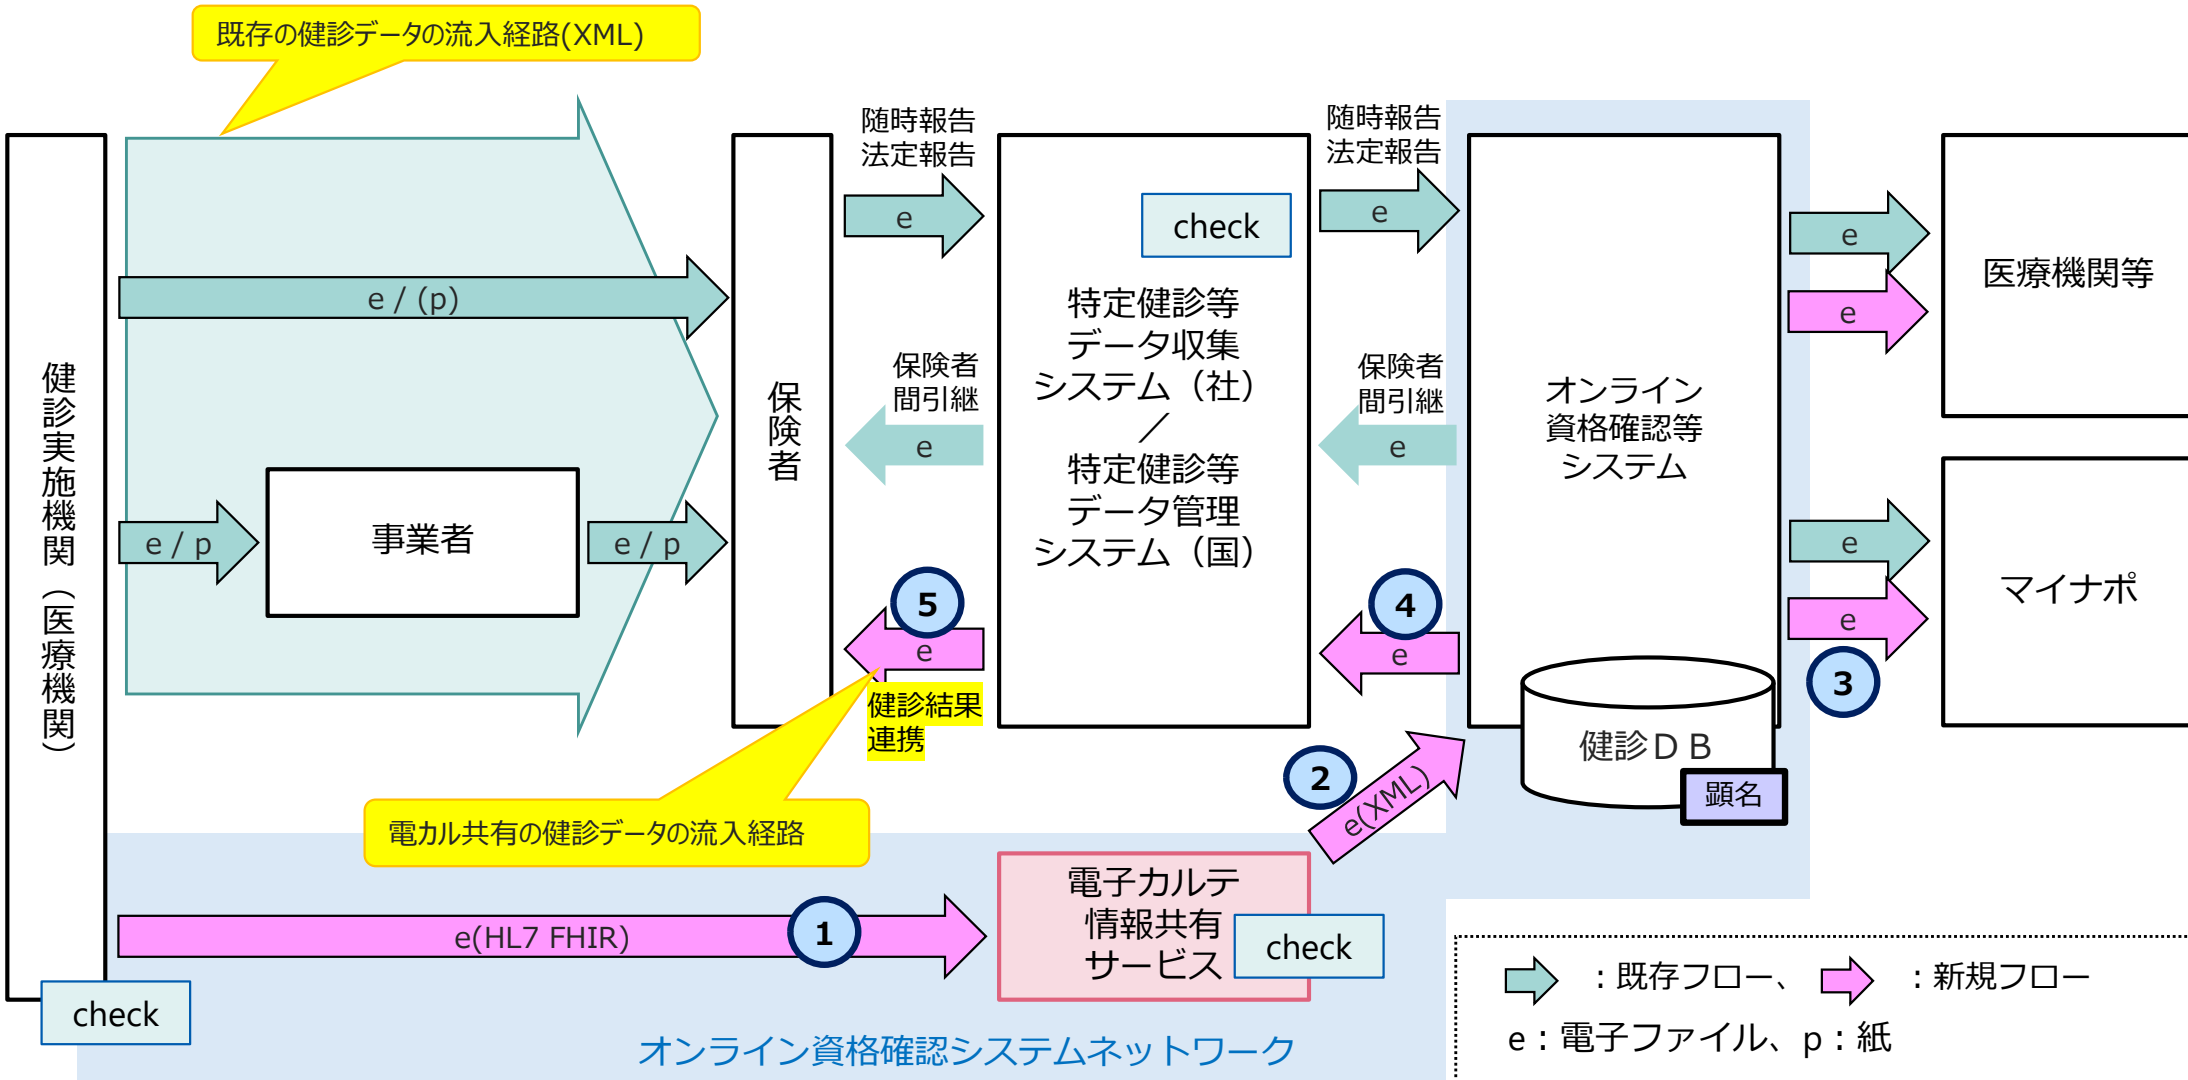 既存の健診データの流入経路(XML)
随時報告
法定報告
e
随時報告
法定報告
e
check
e / (p)
健診実施機関（医療機関）
e / p
事業者
e / p
保険者
保険者
間引継
e
特定健診等
データ収集
システム（社）
／
特定健診等
データ管理
システム（国）
保険者
間引継
e
オンライン
資格確認等
システム
e
e
医療機関等
e
e
マイナポ
3
5
e
健診結果
連携
4
e
2
e(XML)
健診ＤＢ
顕名
電カル共有の健診データの流入経路
e(HL7 FHIR)
1
電子カルテ
情報共有
サービス
check
check
オンライン資格確認システムネットワーク
：既存フロー、 ：新規フロー
e：電子ファイル、p：紙